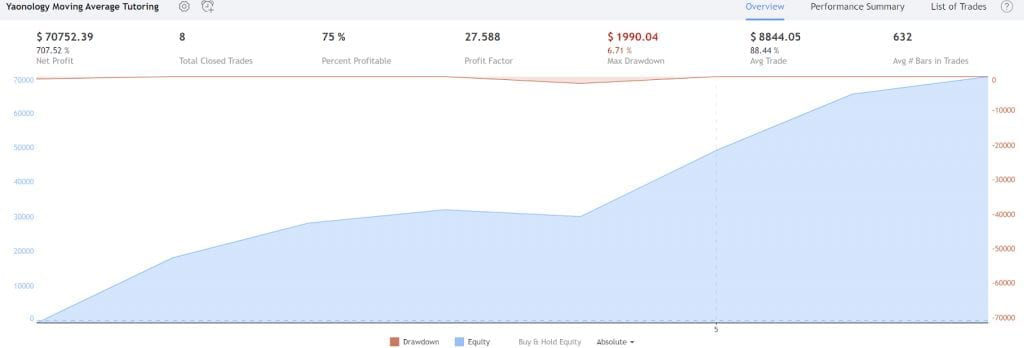 Yaonology Moving Average Tutoring
Overview Performance Summary List of Trades ?
$ 70752.39 8 75 % 27.588 $ 1990.04 $ 8844.05 632
707.52 % 6.71 % 88.44 %
Net Profit Total Closed Trades Percent Profitable Profit Factor Max Drawdown Avg Trade Avg # Bars in Trades
70000 0
60000 -10000
50000 -20000
40000 -30000
30000 -40000
20000 -50000
10000 -60000
0 -70000
5
Drawdown Equity Buy & Hold Equity Absolute